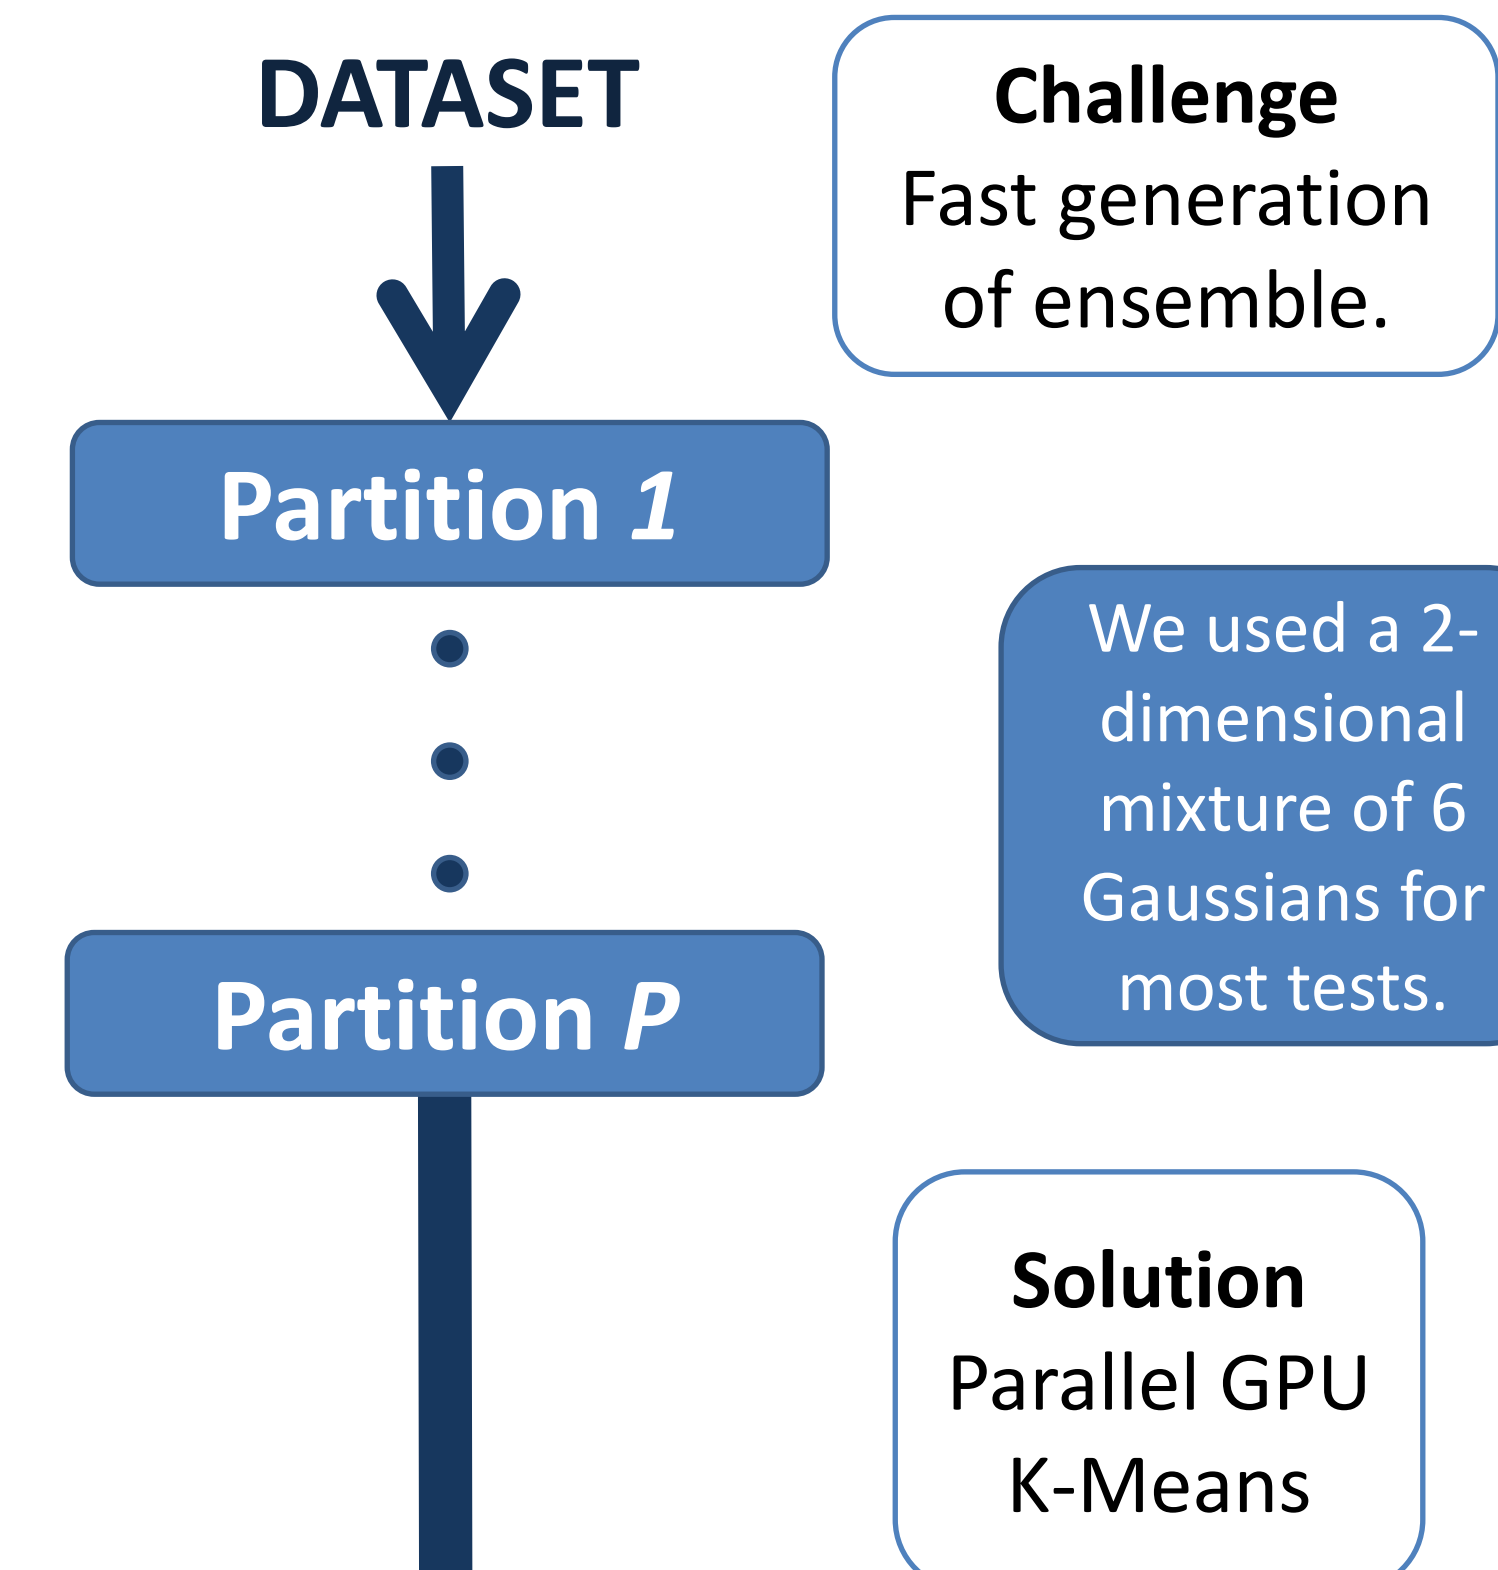 DATASET
Challenge
Fast generation
of ensemble.
Partition 1
We used a 2-
dimensional
mixture of 6
Gaussians for
most tests.
Partition P
Solution
Parallel GPU
K-Means